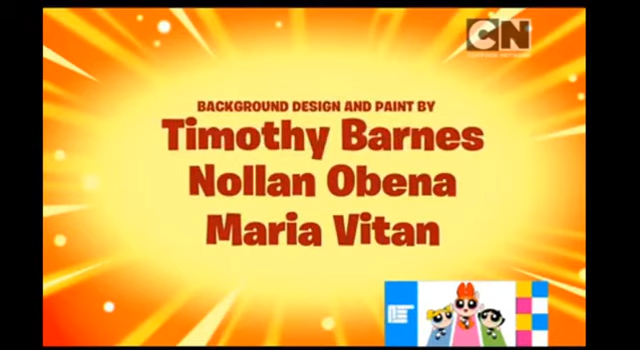 CN
BACKGROUND DESIGN AND PAINT BY
Timothy Barnes
Nollan Obena
Maria Vitan